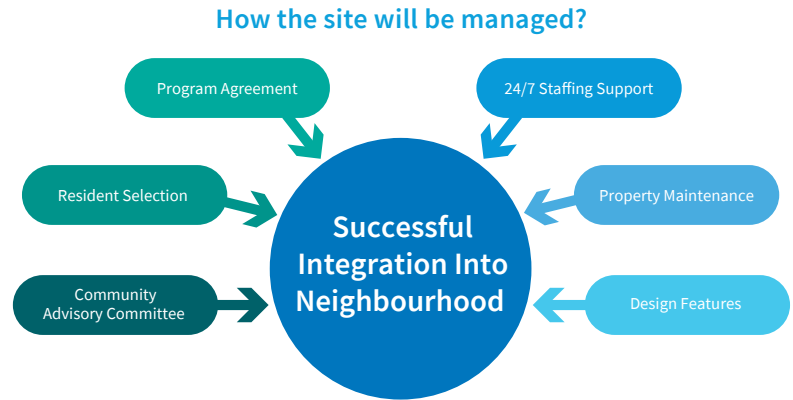 How the site will be managed?
Program Agreement
24/7 Staffing Support
Resident Selection
Property Maintenance
Successful
Integration Into
Neighbourhood
Community
Advisory Committee
Design Features